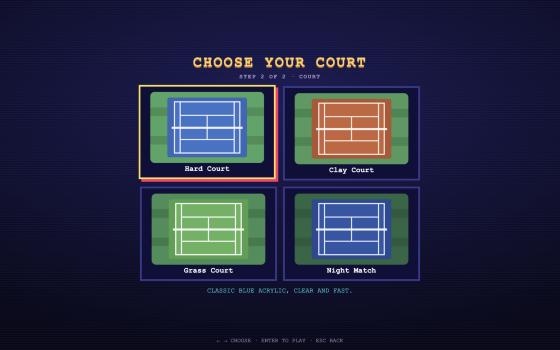 CHOOSE YOUR COURT
STEP 2 OF 2 · COURT
Hard Court
Clay Court
Grass Court
Night Match
CLASSIC BLUE ACRYLIC, CLEAR AND FAST.
← → CHOOSE · ENTER TO PLAY · ESC BACK